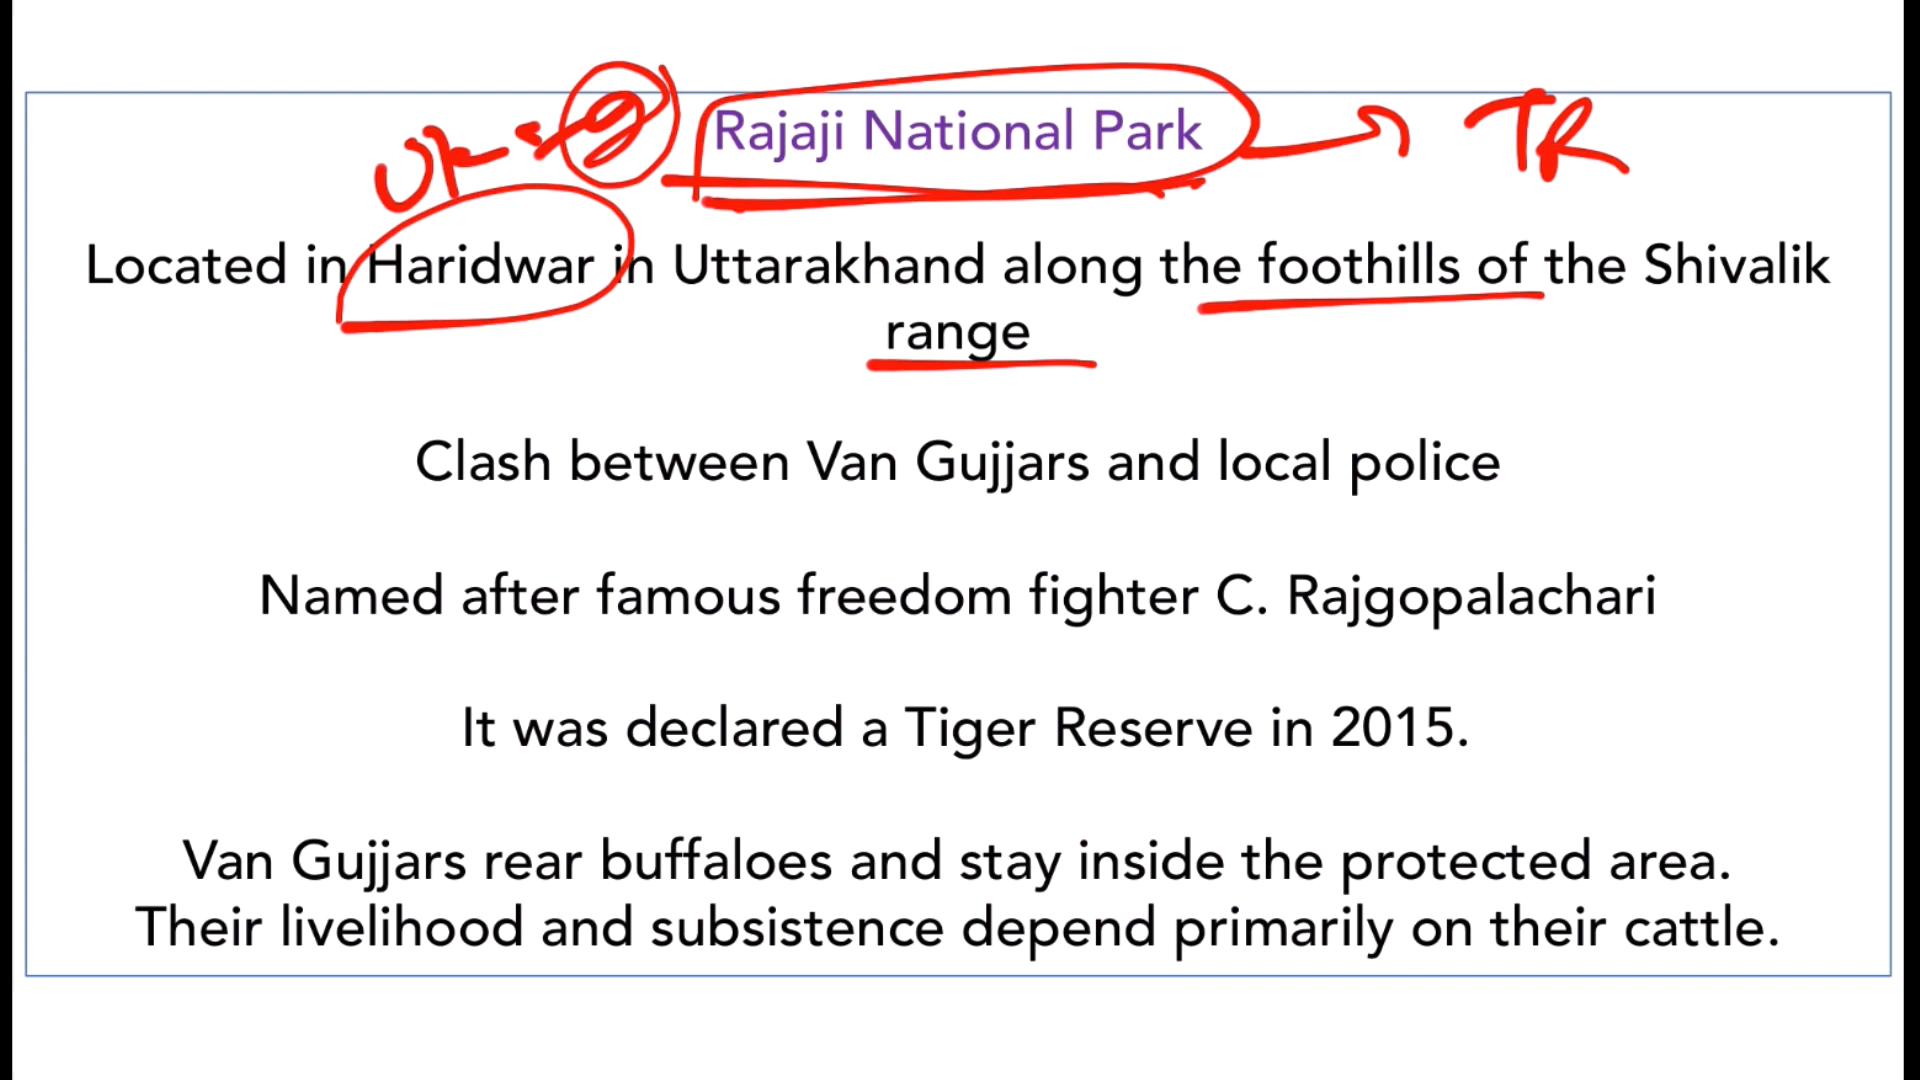 Rajaji National Park
TR
UK
Located in Haridwar in Uttarakhand along the foothills of the Shivalik
range
Clash between Van Gujjars and local police
Named after famous freedom fighter C. Rajgopalachari
It was declared a Tiger Reserve in 2015.
Van Gujjars rear buffaloes and stay inside the protected area.
Their livelihood and subsistence depend primarily on their cattle.